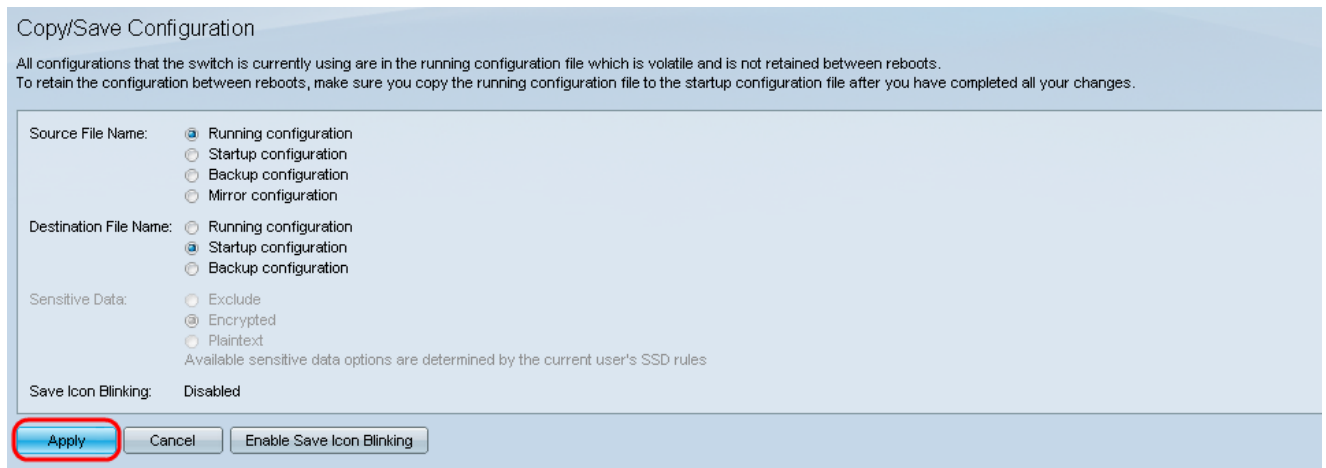 Copy/Save Configuration
All configurations that the switch is currently using are in the running configuration file which is volatile and is not retained between reboots.
To retain the configuration between reboots, make sure you copy the running configuration file to the startup configuration file after you have completed all your changes.
Source File Name: Running configuration
Startup configuration
Backup configuration
Mirror configuration
Destination File Name: Running configuration
Startup configuration
Backup configuration
Sensitive Data: Exclude
Encrypted
Plaintext
Available sensitive data options are determined by the current user's SSD rules
Save Icon Blinking: Disabled
Apply Cancel Enable Save Icon Blinking